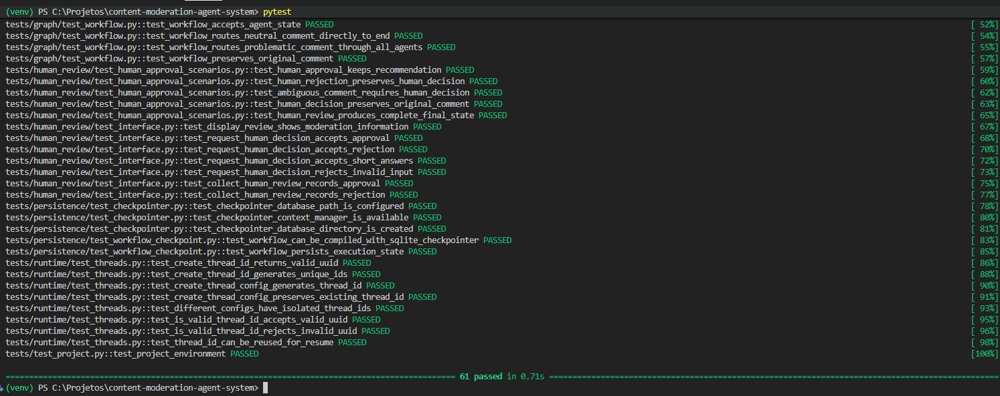 (venv) PS C:\Projetos\content-moderation-agent-system> pytest
tests/graph/test_workflow.py::test_workflow_accepts_agent_state PASSED [ 52%]
tests/graph/test_workflow.py::test_workflow_routes_neutral_comment_directly_to_end PASSED [ 54%]
tests/graph/test_workflow.py::test_workflow_routes_problematic_comment_through_all_agents PASSED [ 55%]
tests/graph/test_workflow.py::test_workflow_preserves_original_comment PASSED [ 57%]
tests/human_review/test_human_approval_scenarios.py::test_human_approval_keeps_recommendation PASSED [ 59%]
tests/human_review/test_human_approval_scenarios.py::test_human_rejection_preserves_human_decision PASSED [ 60%]
tests/human_review/test_human_approval_scenarios.py::test_ambiguous_comment_requires_human_decision PASSED [ 62%]
tests/human_review/test_human_approval_scenarios.py::test_human_decision_preserves_original_comment PASSED [ 63%]
tests/human_review/test_human_approval_scenarios.py::test_human_review_produces_complete_final_state PASSED [ 65%]
tests/human_review/test_interface.py::test_display_review_shows_moderation_information PASSED [ 67%]
tests/human_review/test_interface.py::test_request_human_decision_accepts_approval PASSED [ 68%]
tests/human_review/test_interface.py::test_request_human_decision_accepts_rejection PASSED [ 70%]
tests/human_review/test_interface.py::test_request_human_decision_accepts_short_answers PASSED [ 72%]
tests/human_review/test_interface.py::test_request_human_decision_rejects_invalid_input PASSED [ 73%]
tests/human_review/test_interface.py::test_collect_human_review_records_approval PASSED [ 75%]
tests/human_review/test_interface.py::test_collect_human_review_records_rejection PASSED [ 77%]
tests/persistence/test_checkpointer.py::test_checkpointer_database_path_is_configured PASSED [ 78%]
tests/persistence/test_checkpointer.py::test_checkpointer_context_manager_is_available PASSED [ 80%]
tests/persistence/test_checkpointer.py::test_checkpointer_database_directory_is_created PASSED [ 81%]
tests/persistence/test_workflow_checkpoint.py::test_workflow_can_be_compiled_with_sqlite_checkpointer PASSED [ 83%]
tests/persistence/test_workflow_checkpoint.py::test_workflow_persists_execution_state PASSED [ 85%]
tests/runtime/test_threads.py::test_create_thread_id_returns_valid_uuid PASSED [ 86%]
tests/runtime/test_threads.py::test_create_thread_id_generates_unique_ids PASSED [ 88%]
tests/runtime/test_threads.py::test_create_thread_config_generates_thread_id PASSED [ 90%]
tests/runtime/test_threads.py::test_create_thread_config_preserves_existing_thread_id PASSED [ 91%]
tests/runtime/test_threads.py::test_different_configs_have_isolated_thread_ids PASSED [ 93%]
tests/runtime/test_threads.py::test_is_valid_thread_id_accepts_valid_uuid PASSED [ 95%]
tests/runtime/test_threads.py::test_is_valid_thread_id_rejects_invalid_uuid PASSED [ 96%]
tests/runtime/test_threads.py::test_thread_id_can_be_reused_for_resume PASSED [ 98%]
tests/test_project.py::test_project_environment PASSED [100%]
61 passed in 0.71s
(venv) PS C:\Projetos\content-moderation-agent-system>